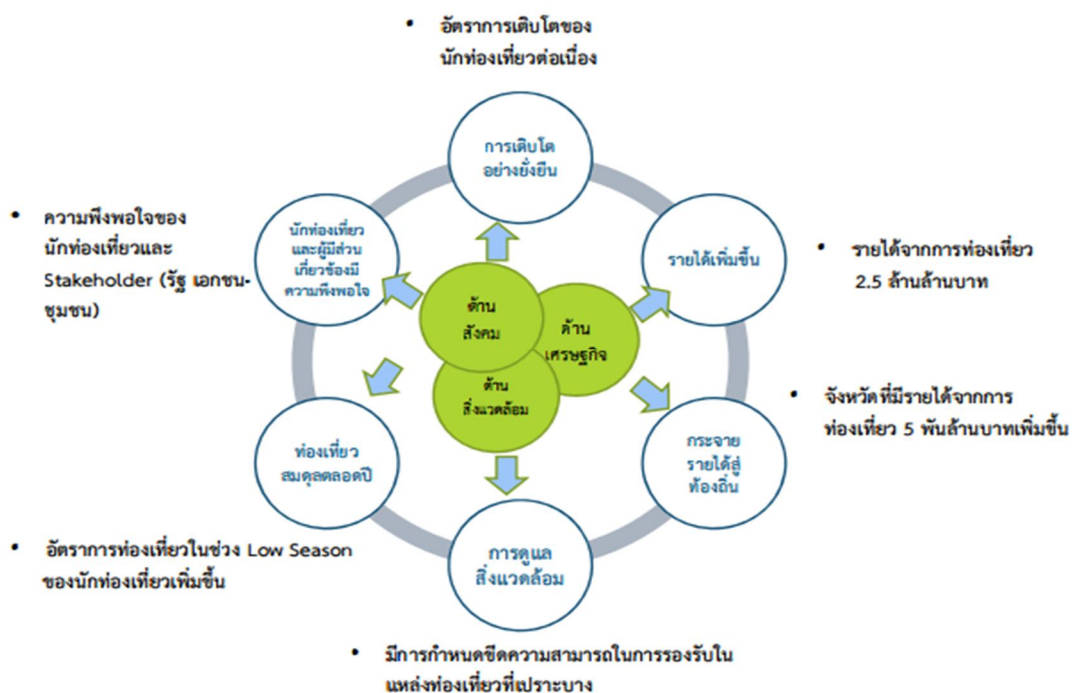 • อัตราการเติบโตของ
นักท่องเที่ยวต่อเนื่อง
การเติบโต
อย่างยั่งยืน
• ความพึงพอใจของ
นักท่องเที่ยวและ
Stakeholder (รัฐ เอกชน-
ชุมชน)
นักท่องเที่ยว
และผู้มีส่วน
เกี่ยวข้องมี
ความพึงพอใจ
รายได้เพิ่มขึ้น
• รายได้จากการท่องเที่ยว
2.5 ล้านล้านบาท
ด้าน
สังคม
ด้าน
เศรษฐกิจ
ด้าน
สิ่งแวดล้อม
• จังหวัดที่มีรายได้จากการ
ท่องเที่ยว 5 พันล้านบาทเพิ่มขึ้น
กระจาย
รายได้สู่
ท้องถิ่น
ท่องเที่ยว
สมดุลตลอดปี
• อัตราการท่องเที่ยวในช่วง Low Season
ของนักท่องเที่ยวเพิ่มขึ้น
การดูแล
สิ่งแวดล้อม
• มีการกำหนดขีดความสามารถในการรองรับใน
แหล่งท่องเที่ยวที่เปราะบาง